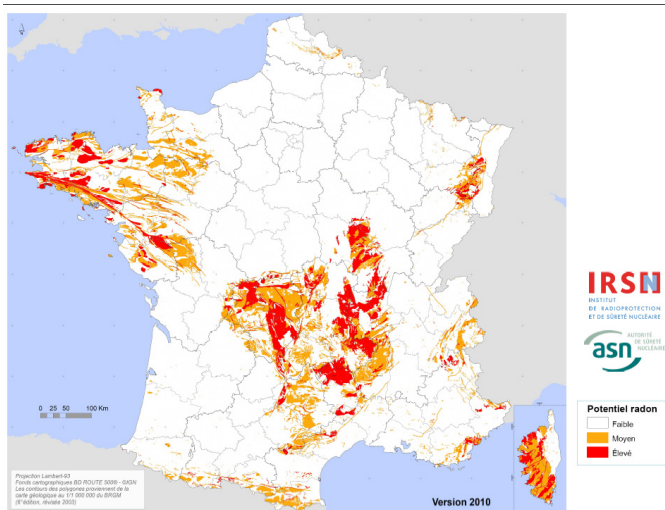 IRSN
INSTITUT
DE RADIOPROTECTION
ET DE SÛRETÉ NUCLÉAIRE
asn
AUTORITÉ
DE SÛRETÉ
NUCLÉAIRE
0 25 50 100 Km
Potentiel radon
Faible
Moyen
Élevé
Projection Lambert-93
Fonds cartographiques BD ROUTE 500® - ©IGN
Les contours des polygones proviennent de la
carte géologique au 1/1 000 000 du BRGM
(6° édition, révisée 2003)
Version 2010